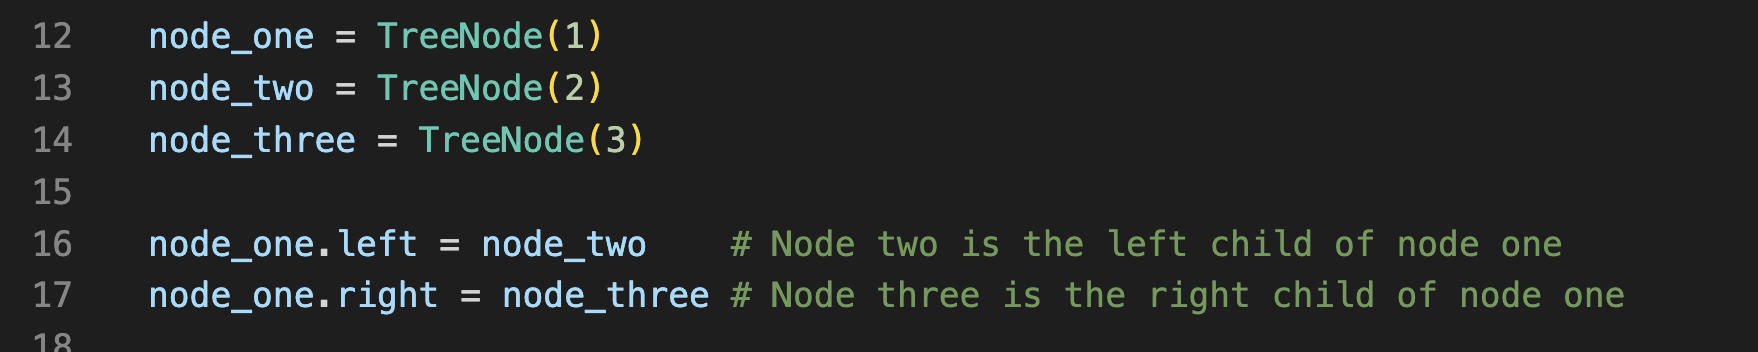 12 node_one = TreeNode(1)
13 node_two = TreeNode(2)
14 node_three = TreeNode(3)
15
16 node_one.left = node_two    # Node two is the left child of node one
17 node_one.right = node_three # Node three is the right child of node one
18